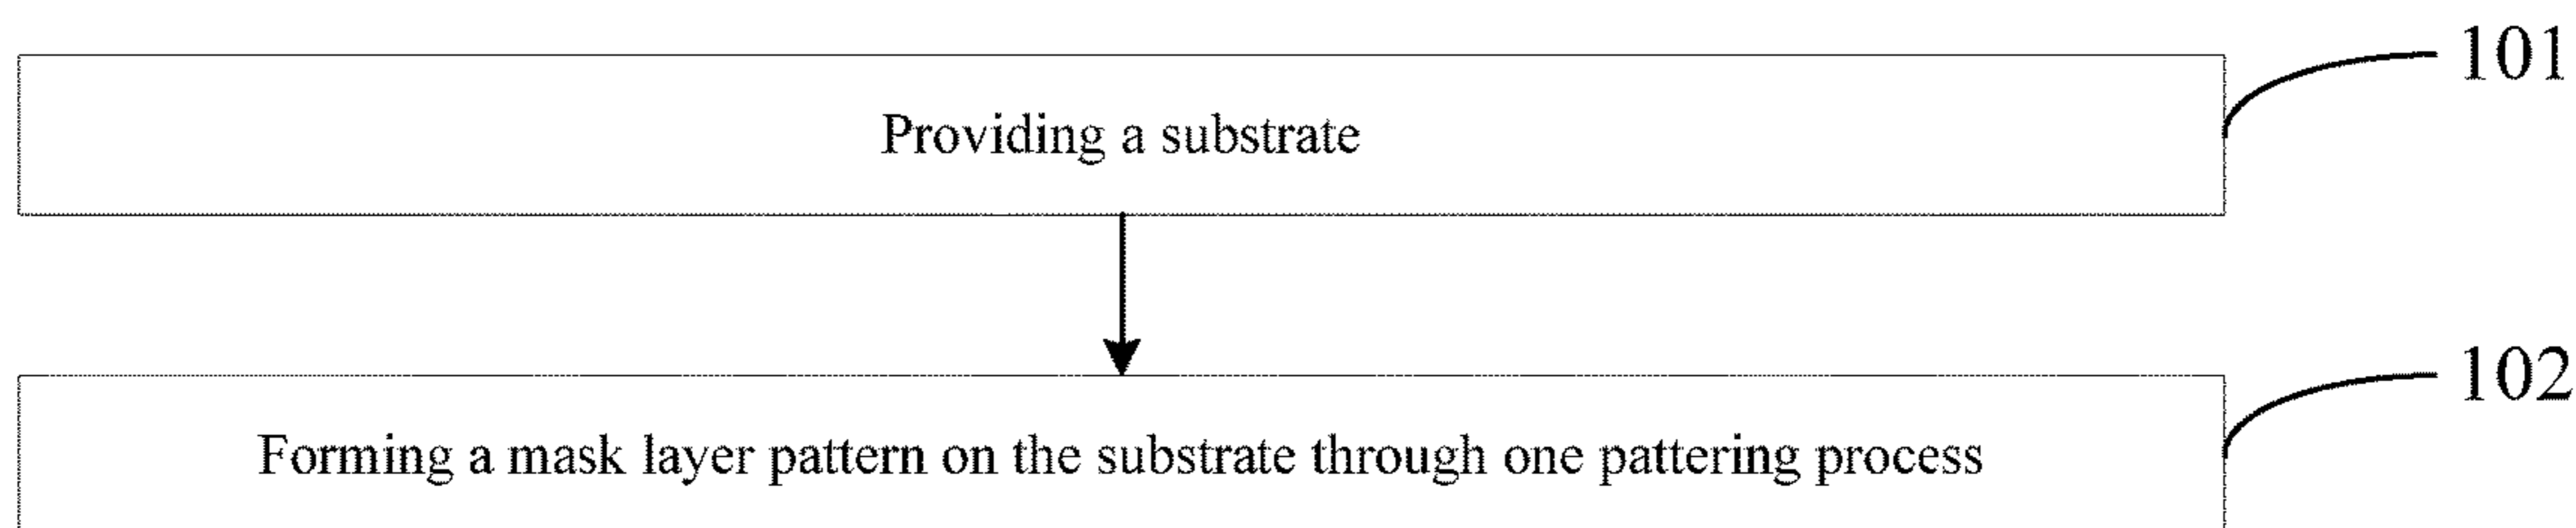 101
Providing a substrate
102
Forming a mask layer pattern on the substrate through one pattering process